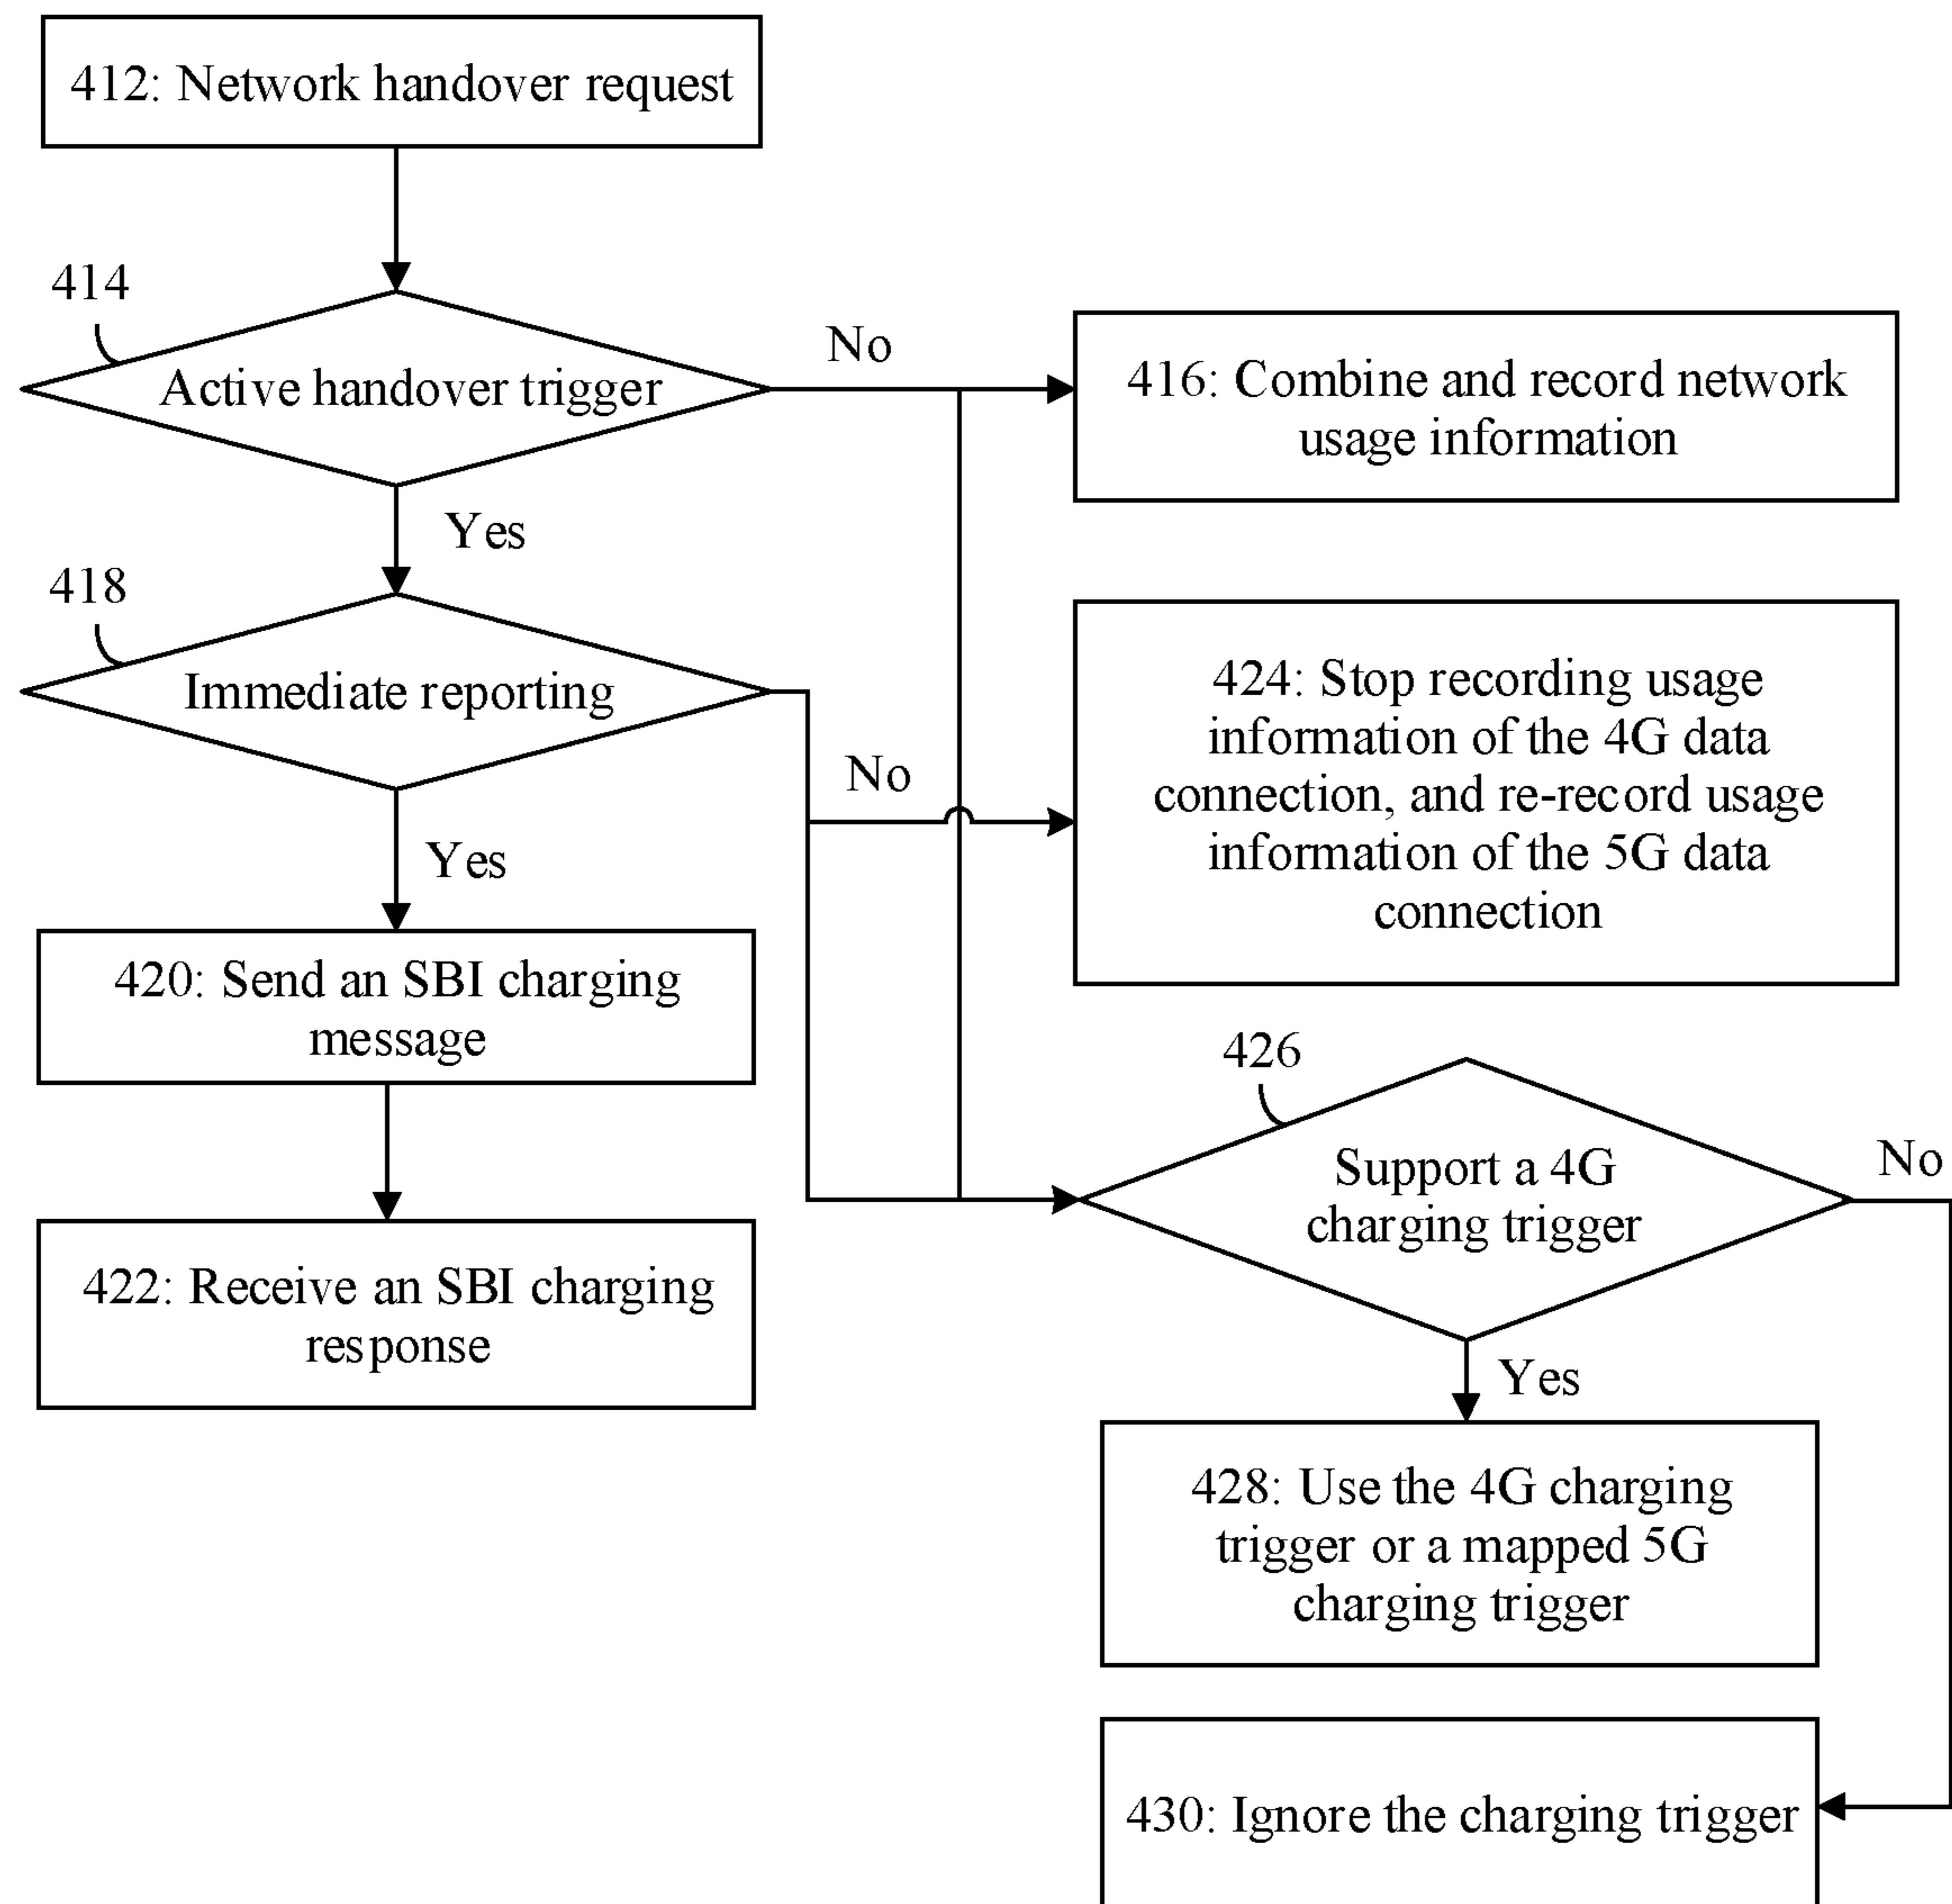 412: Network handover request
414
Active handover trigger
No
416: Combine and record network
usage information
Yes
418
Immediate reporting
No
424: Stop recording usage
information of the 4G data
connection, and re-record usage
information of the 5G data
connection
Yes
420: Send an SBI charging
message
426
Support a 4G
charging trigger
No
422: Receive an SBI charging
response
Yes
428: Use the 4G charging
trigger or a mapped 5G
charging trigger
430: Ignore the charging trigger